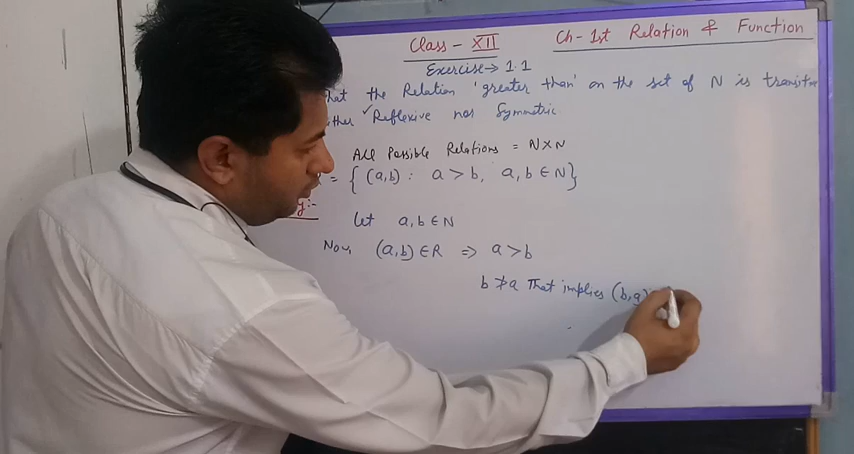 Class - XII Ch- 1st Relation & Function
Exercise → 1.1
that the Relation 'greater than' on the set of N is transitive
ther ✓Reflexive nor Symmetric
All Possible Relations = N×N
= { (a,b) : a > b, a, b ∈ N}
y:-
Let a, b ∈ N
Now, (a,b) ∈ R ⇒ a > b
b ≯ a That implies (b,a)